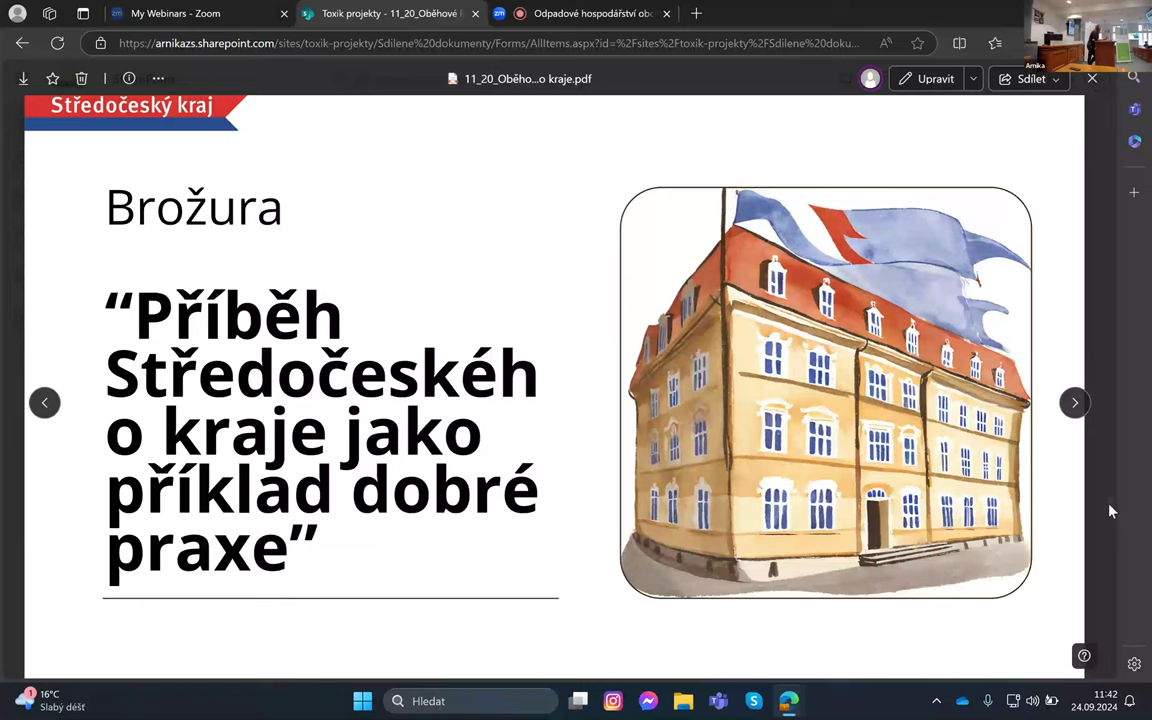 My Webinars - Zoom
Toxik projekty - 11_20_Oběhové
Odpadové hospodářství obc
https://arnikazs.sharepoint.com/sites/toxik-projekty/Sdilene%20dokumenty/Forms/AllItems.aspx?id=%2Fsites%2Ftoxik-projekty%2FSdilene%20doku...
Arnika
11_20_Oběho...o kraje.pdf
Upravit
Sdílet
Středočeský kraj
Brožura
“Příběh
Středočeskéh
o kraje jako
příklad dobré
praxe”
1
16°C
Slabý déšť
Hledat
11:42
24.09.2024